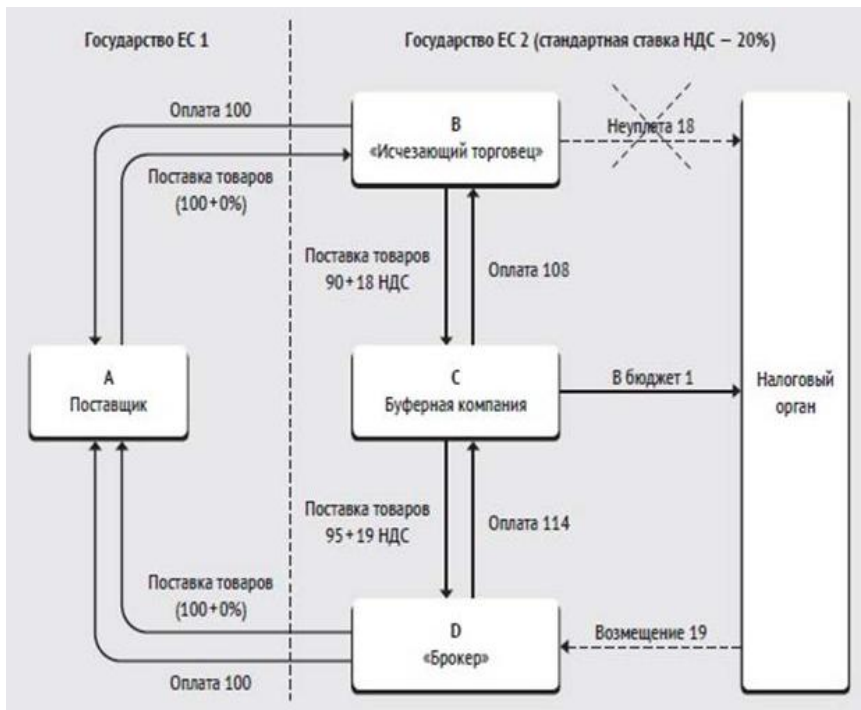 Государство ЕС 1
Государство ЕС 2 (стандартная ставка НДС — 20%)
Оплата 100
B
«Исчезающий торговец»
Неуплата 18
Поставка товаров
(100+0%)
Поставка товаров
90+18 НДС
Оплата 108
A
Поставщик
C
Буферная компания
В бюджет 1
Налоговый
орган
Поставка товаров
95+19 НДС
Оплата 114
Поставка товаров
(100+0%)
D
«Брокер»
Возмещение 19
Оплата 100